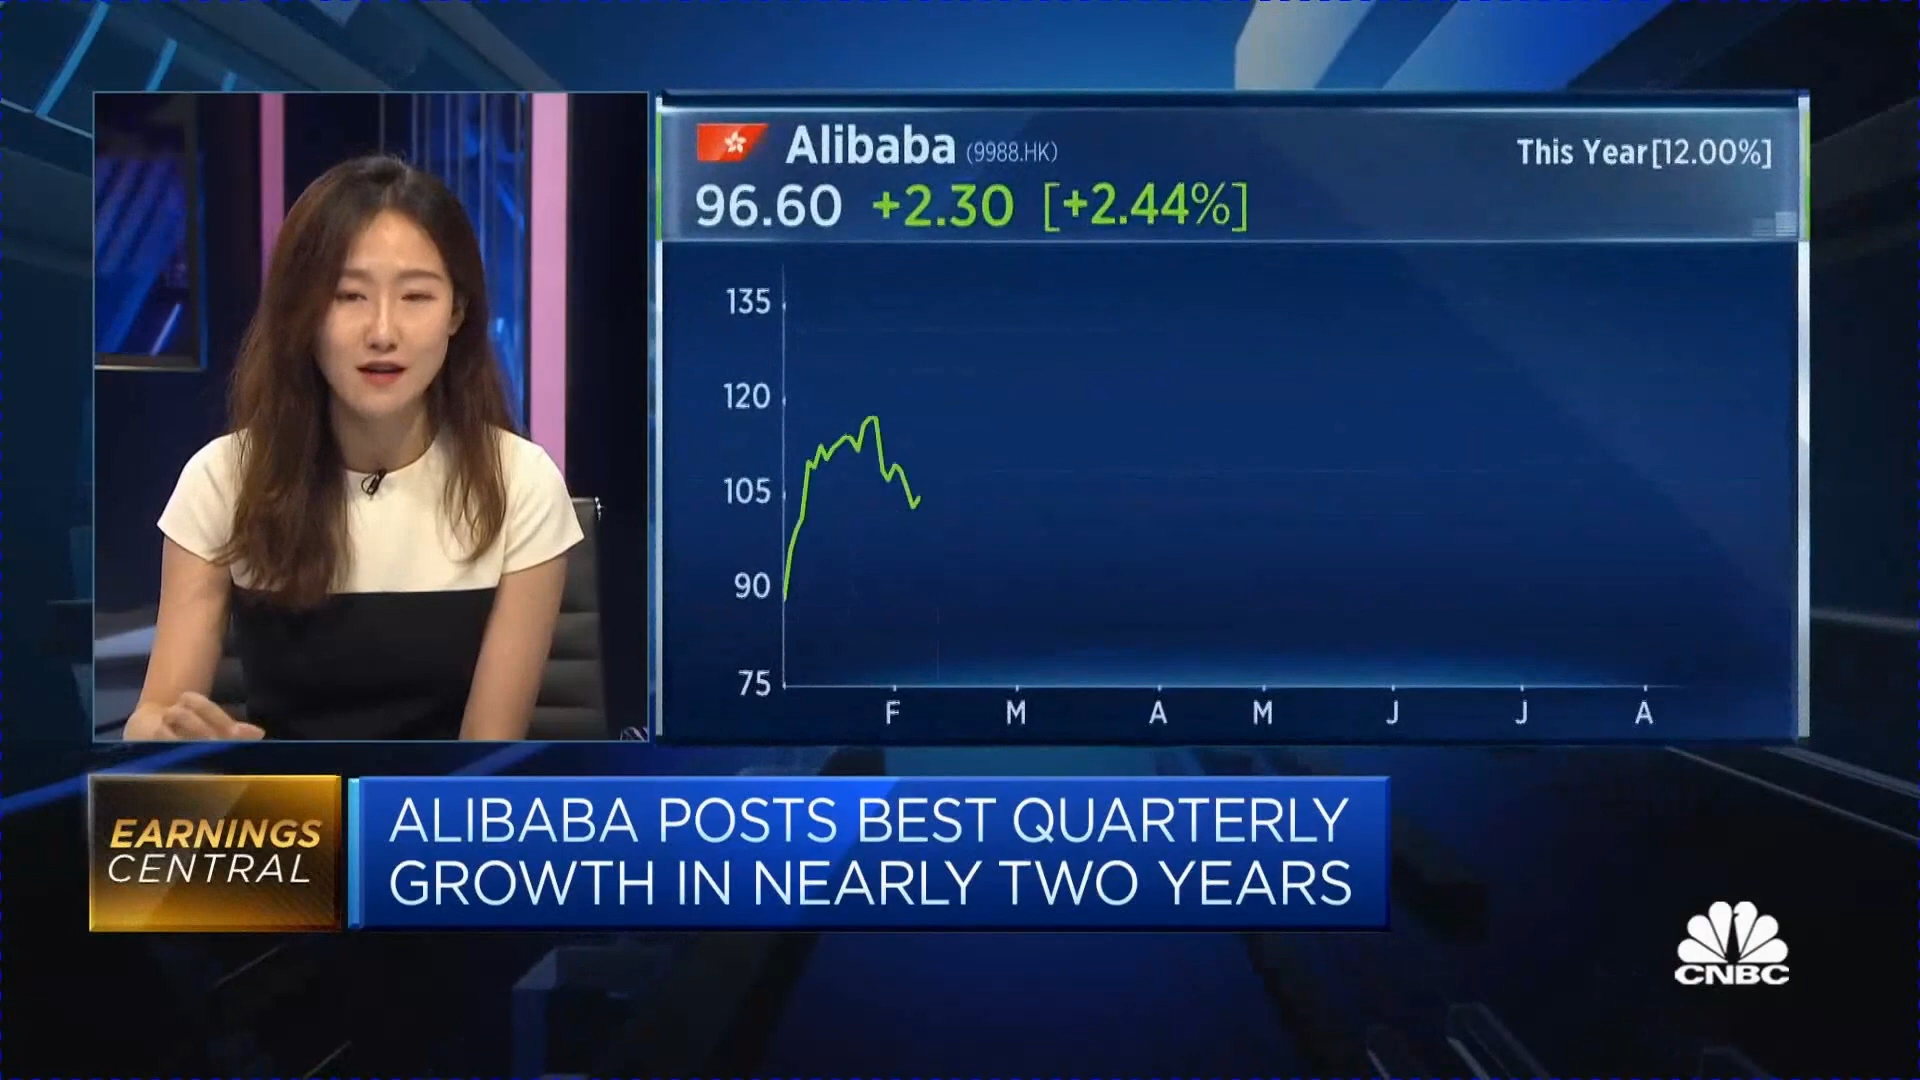 Alibaba (9988.HK)
This Year[12.00%]
96.60 +2.30 [+2.44%]
135
120
105
90
75
F M A M J J A
EARNINGS
CENTRAL
ALIBABA POSTS BEST QUARTERLY
GROWTH IN NEARLY TWO YEARS
CNBC